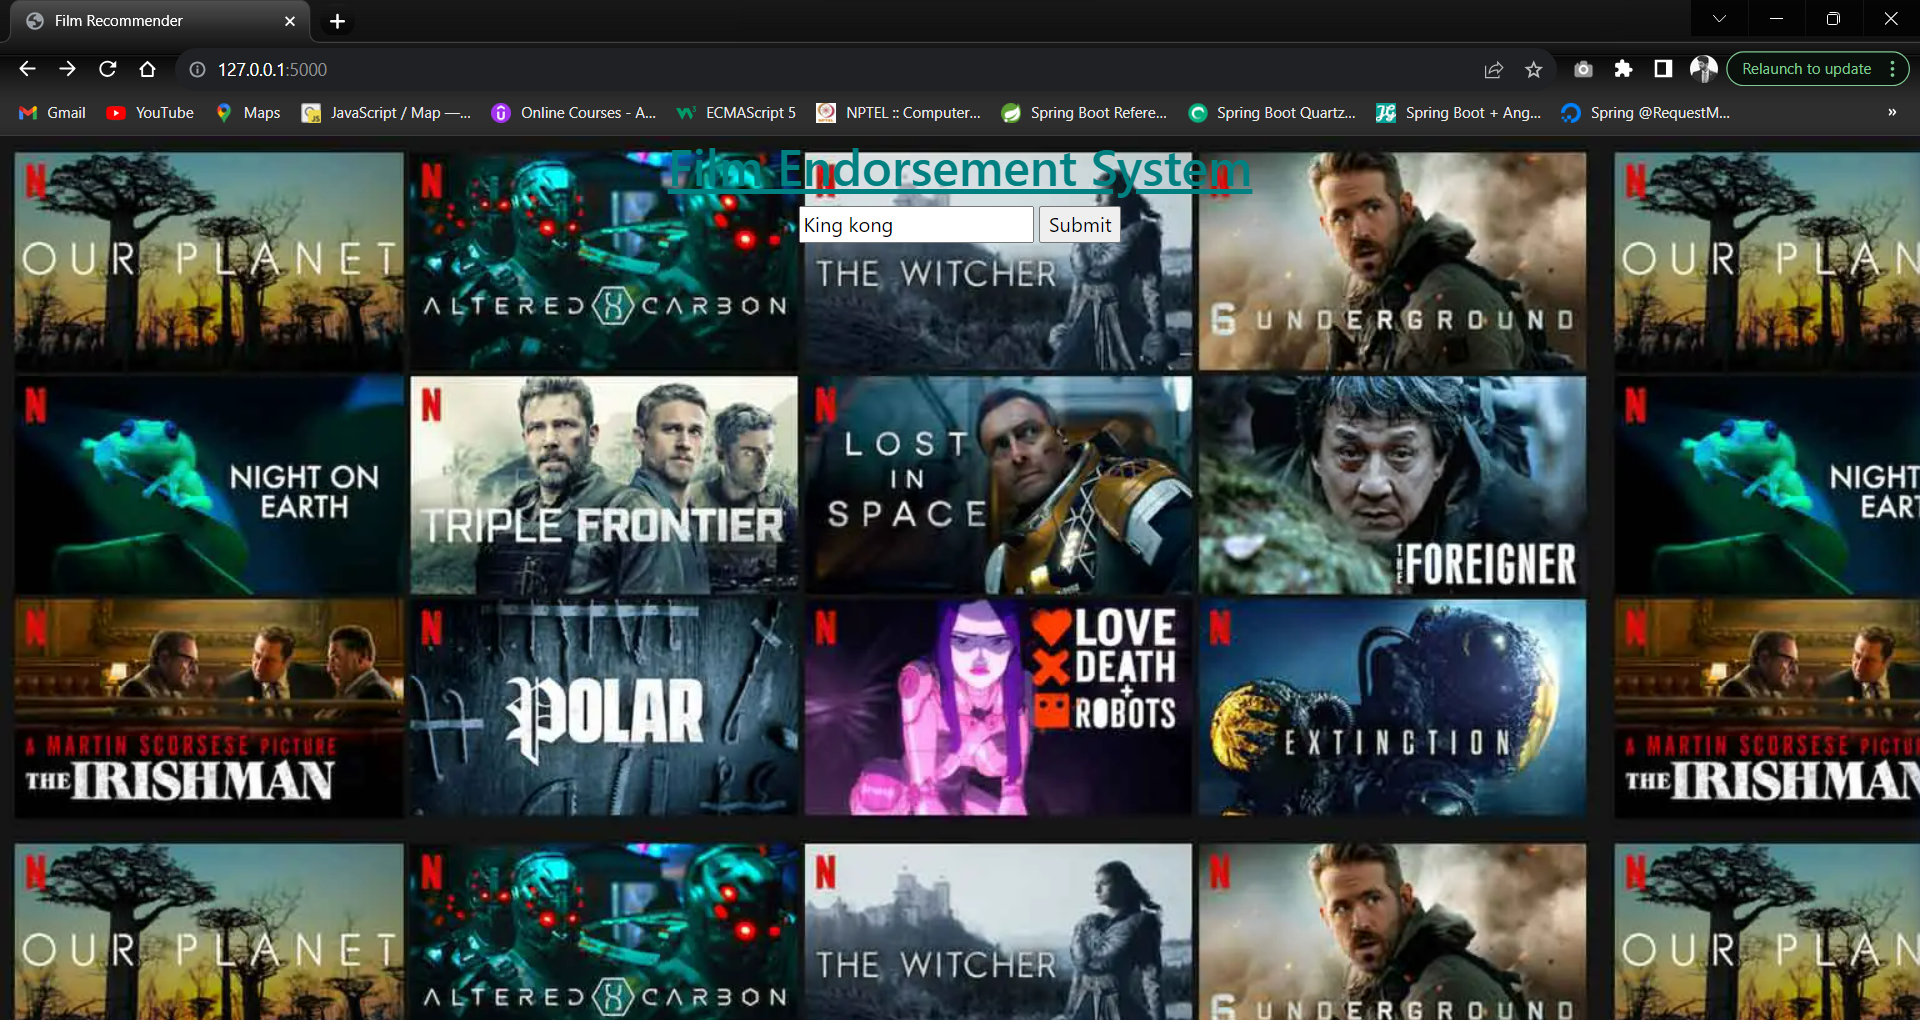 Film Recommender
127.0.0.1:5000
Relaunch to update
Gmail
YouTube
Maps
JavaScript / Map —...
Online Courses - A...
ECMAScript 5
NPTEL :: Computer...
Spring Boot Refere...
Spring Boot Quartz...
Spring Boot + Ang...
Spring @RequestM...
»
Film Endorsement System
King kong
Submit
N
OUR PLANET
N
ALTERED CARBON
N
THE WITCHER
N
6 UNDERGROUND
N
OUR PLAN
N
NIGHT ON
EARTH
N
TRIPLE FRONTIER
N
LOST
IN
SPACE
THE FOREIGNER
N
NIGHT
EART
N
A MARTIN SCORSESE PICTURE
THE IRISHMAN
N
POLAR
N
LOVE
DEATH
+
ROBOTS
N
EXTINCTION
N
A MARTIN SCORSESE PICTU
THE IRISHMAN
N
OUR PLANET
N
ALTERED CARBON
N
THE WITCHER
N
6 UNDERGROUND
N
OUR PLAN